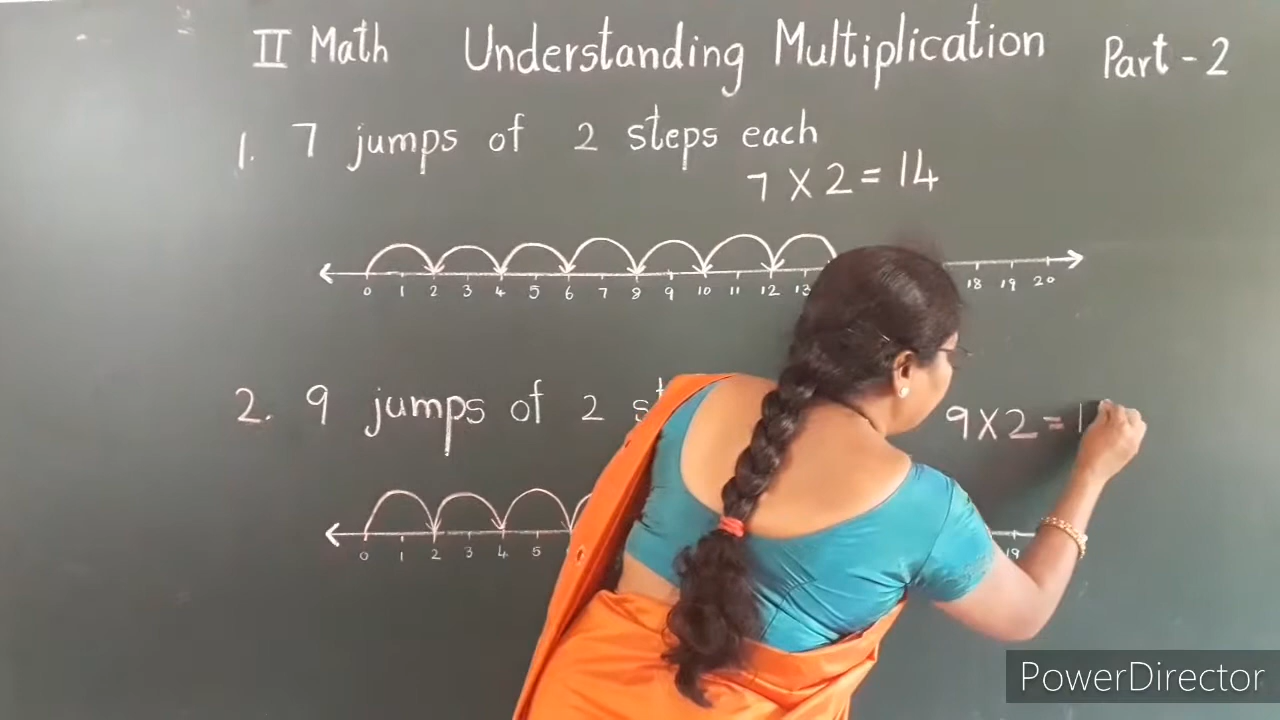 II Math Understanding Multiplication Part - 2
1. 7 jumps of 2 steps each
7 X 2 = 14
0 1 2 3 4 5 6 7 8 9 10 11 12 13 18 19 20
2. 9 jumps of 2
9 X 2 = 1
0 1 2 3 4 5 19
PowerDirector